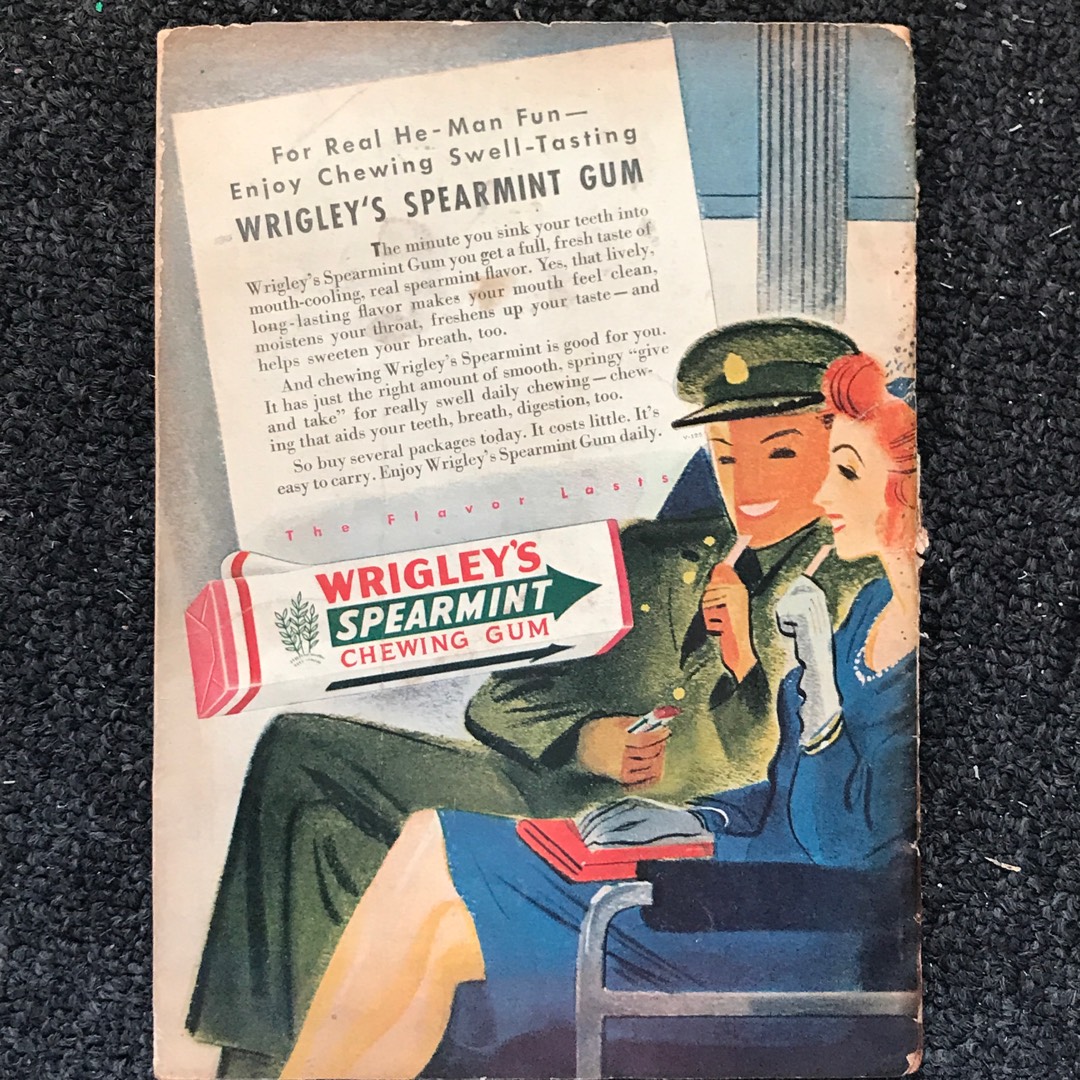 For Real He-Man Fun—
Enjoy Chewing Swell-Tasting
WRIGLEY'S SPEARMINT GUM
The minute you sink your teeth into
Wrigley's Spearmint Gum you get a full, fresh taste of
mouth-cooling, real spearmint flavor. Yes, that lively,
long-lasting flavor makes your mouth feel clean,
moistens your throat, freshens up your taste—and
helps sweeten your breath, too.
And chewing Wrigley's Spearmint is good for you.
It has just the right amount of smooth, springy "give
and take" for really swell daily chewing—chew-
ing that aids your teeth, breath, digestion, too.
So buy several packages today. It costs little. It's
easy to carry. Enjoy Wrigley's Spearmint Gum daily.
The Flavor Lasts
WRIGLEY'S
SPEARMINT
CHEWING GUM